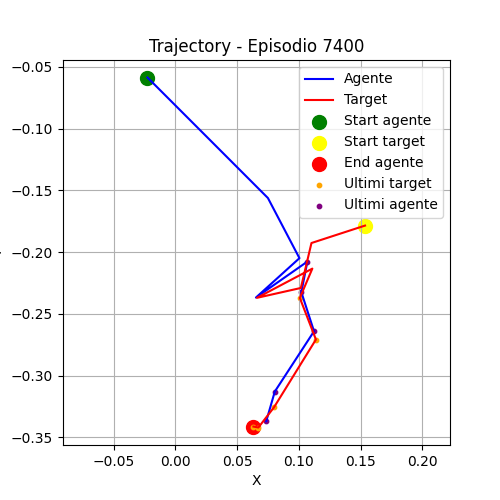 Trajectory - Episodio 7400
Agente
Target
Start agente
Start target
End agente
Ultimi target
Ultimi agente
−0.05
−0.10
−0.15
−0.20
−0.25
−0.30
−0.35
−0.05
0.00
0.05
0.10
0.15
0.20
X